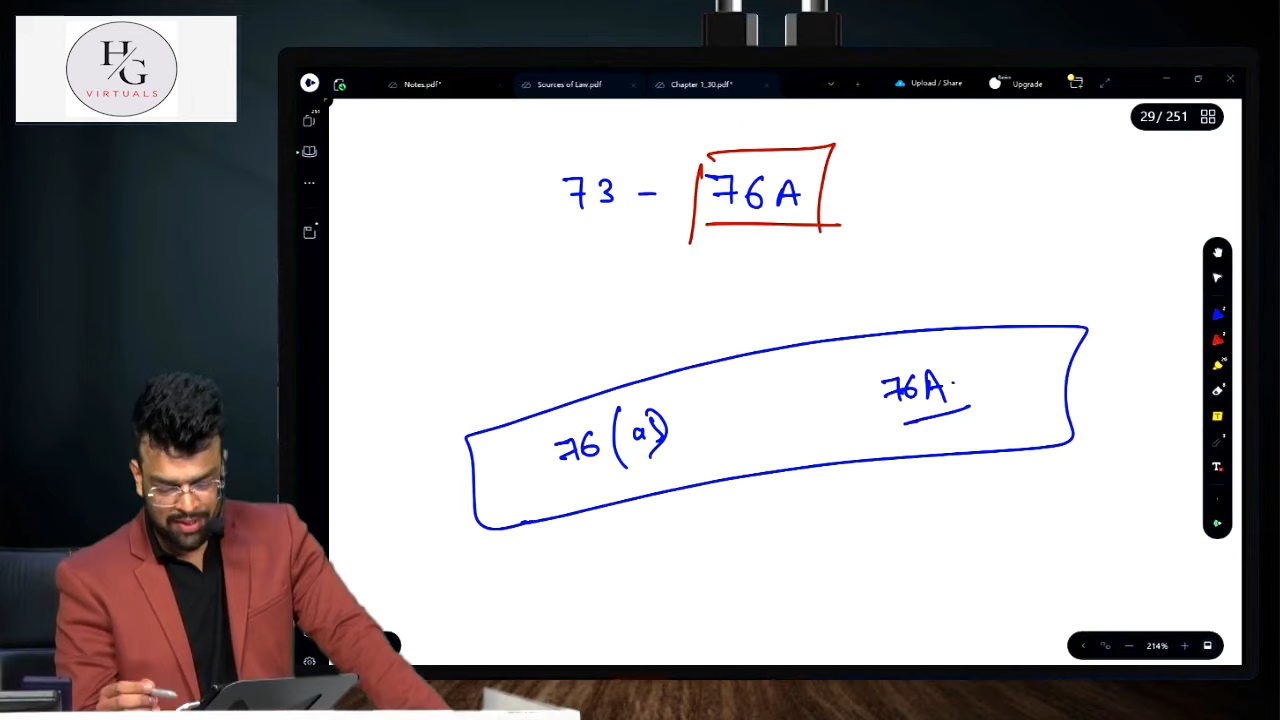 H/G
VIRTUALS
Notes.pdf*
Sources of Law.pdf
Chapter 1_30.pdf*
Upload / Share
Upgrade
29 / 251
73 - 76A
76A.
76(a)
T
214%